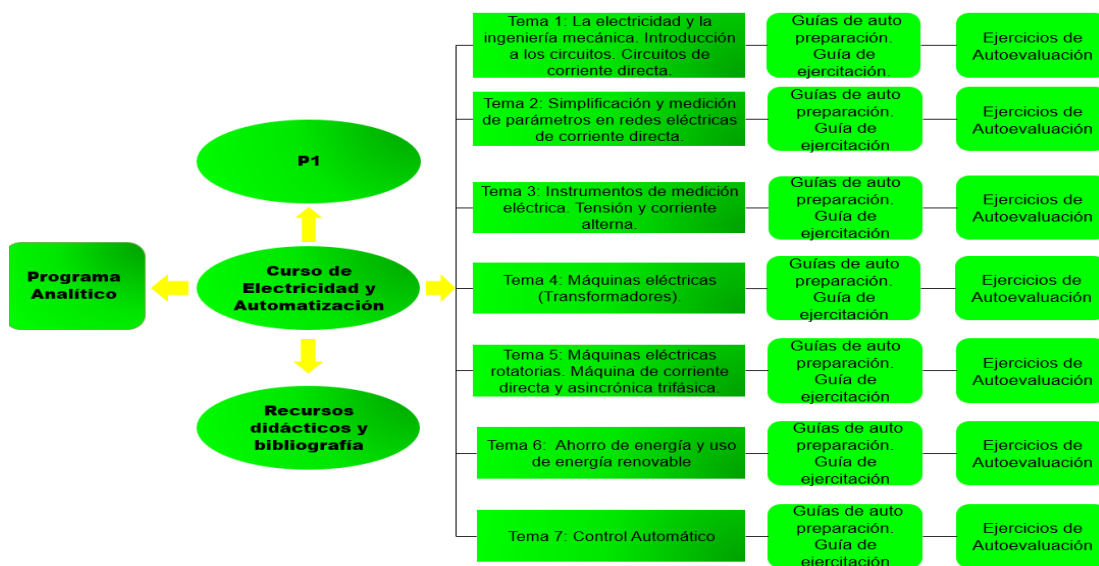 P1
Programa
Analítico
Curso de
Electricidad y
Automatización
Recursos
didácticos y
bibliografía
Tema 1: La electricidad y la
ingeniería mecánica. Introducción
a los circuitos. Circuitos de
corriente directa.
Guías de auto
preparación.
Guía de
ejercitación.
Ejercicios de
Autoevaluación
Tema 2: Simplificación y medición
de parámetros en redes eléctricas
de corriente directa.
Guías de auto
preparación.
Guía de
ejercitación
Ejercicios de
Autoevaluación
Tema 3: Instrumentos de medición
eléctrica. Tensión y corriente
alterna.
Guías de auto
preparación.
Guía de
ejercitación
Ejercicios de
Autoevaluación
Tema 4: Máquinas eléctricas
(Transformadores).
Guías de auto
preparación.
Guía de
ejercitación
Ejercicios de
Autoevaluación
Tema 5: Máquinas eléctricas
rotatorias. Máquina de corriente
directa y asincrónica trifásica.
Guías de auto
preparación.
Guía de
ejercitación
Ejercicios de
Autoevaluación
Tema 6: Ahorro de energía y uso
de energía renovable
Guías de auto
preparación.
Guía de
ejercitación
Ejercicios de
Autoevaluación
Tema 7: Control Automático
Guías de auto
preparación.
Guía de
ejercitación
Ejercicios de
Autoevaluación